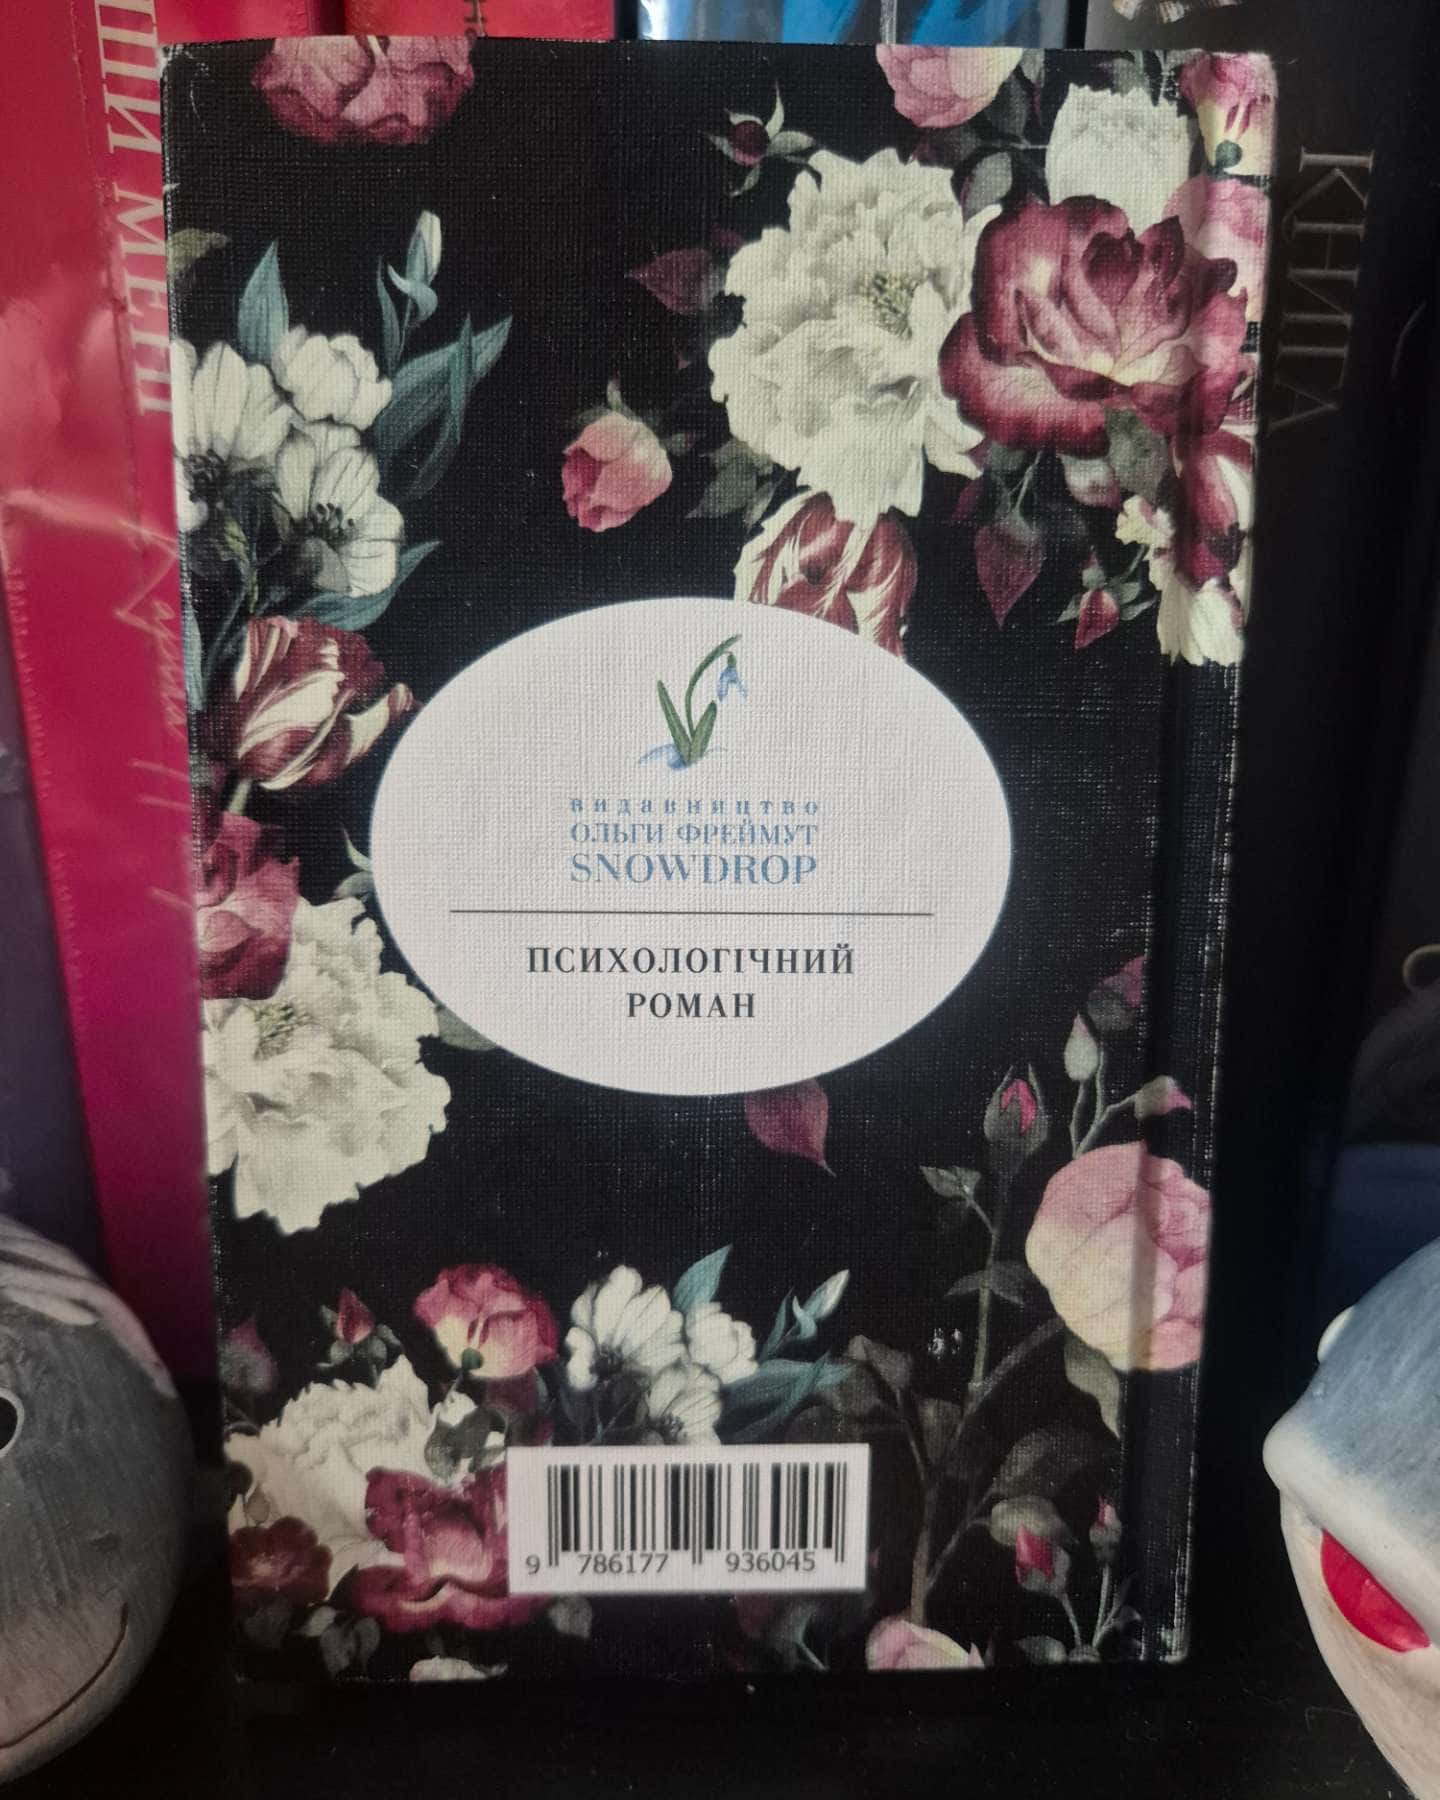 КНИГА
видавництво
ОЛЬГИ ФРЕЙМУТ
SNOWDROP
ПСИХОЛОГІЧНИЙ
РОМАН
9 786177 936045